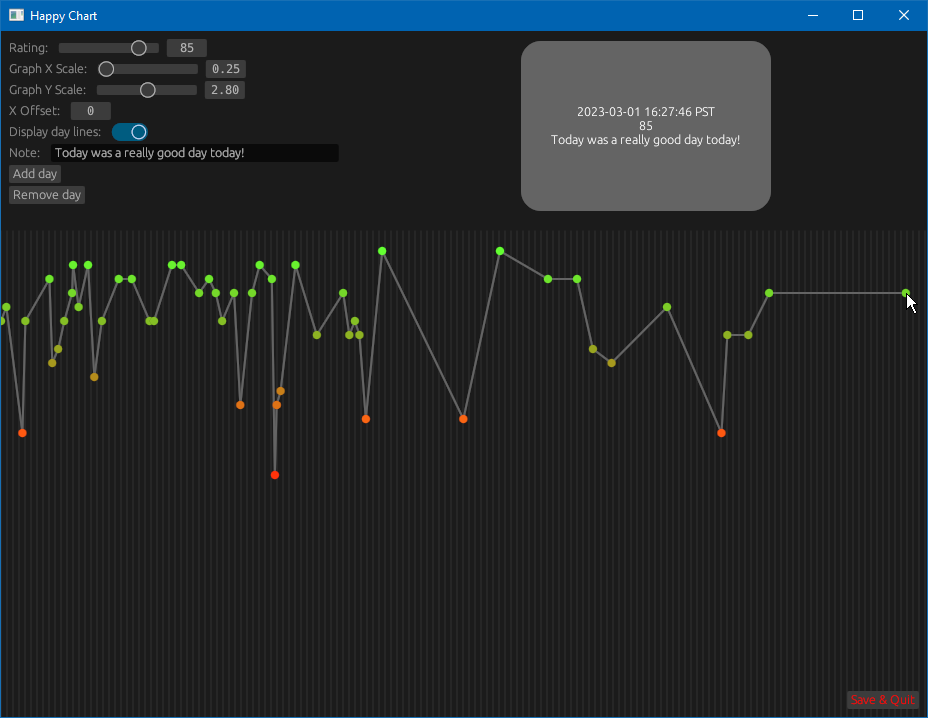 Happy Chart
Rating: 85
Graph X Scale: 0.25
Graph Y Scale: 2.80
X Offset: 0
Display day lines:
Note: Today was a really good day today!
Add day
Remove day
2023-03-01 16:27:46 PST
85
Today was a really good day today!
Save & Quit